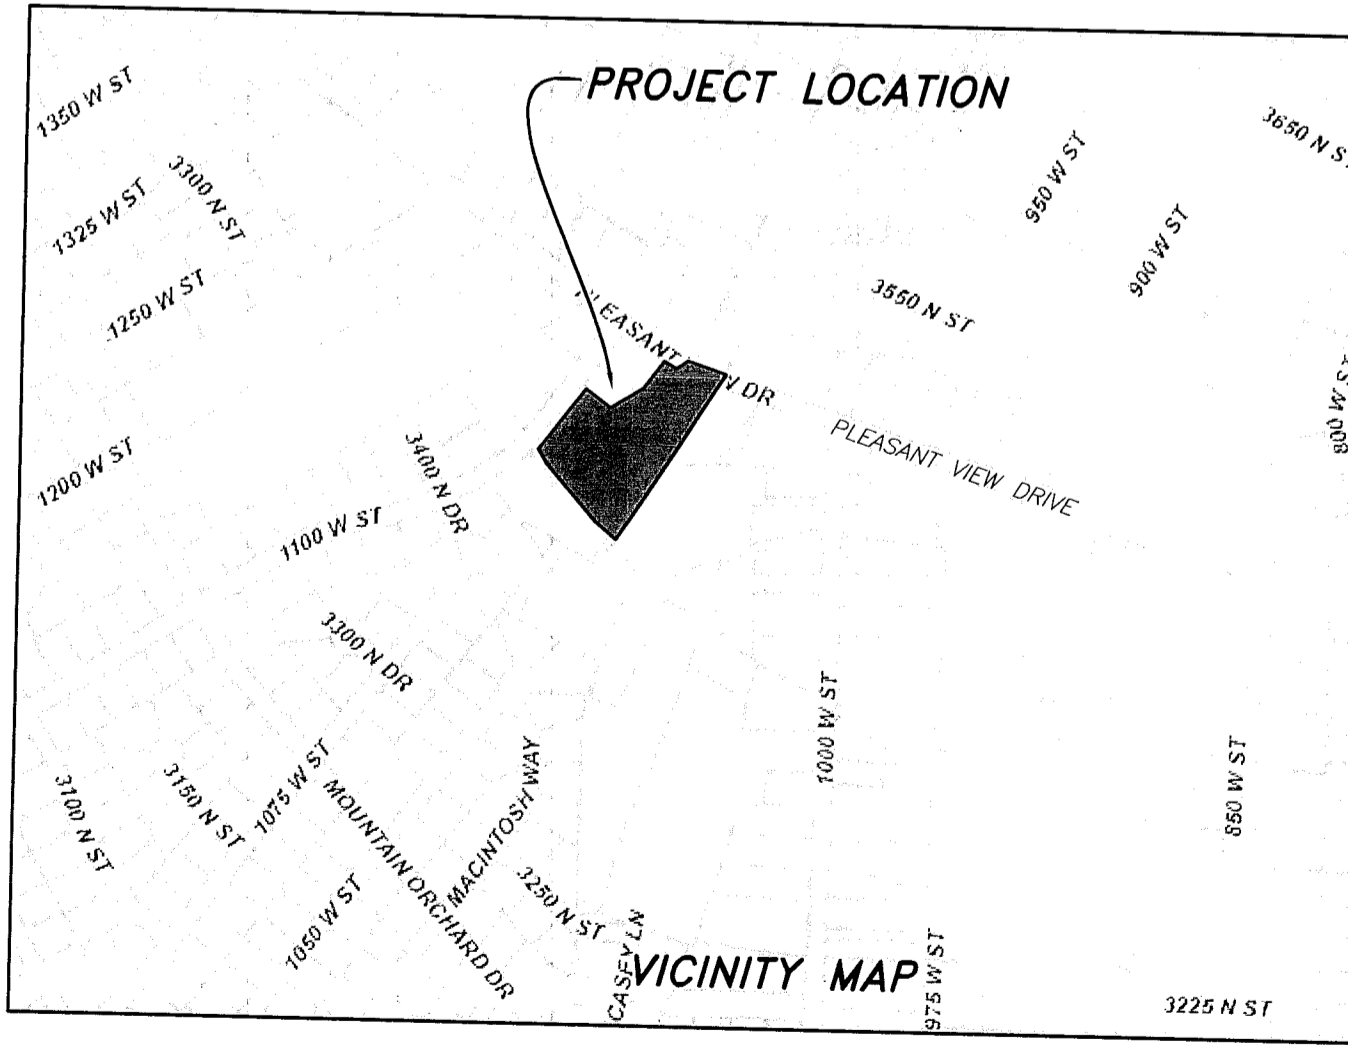 PROJECT LOCATION
1350 W ST
3650 N ST
950 W ST
3300 N ST
1325 W ST
900 W ST
1250 W ST
3550 N ST
PLEASANT
W DR
800 W ST
PLEASANT VIEW DRIVE
3400 N DR
1200 W ST
1100 W ST
3300 N DR
1000 W ST
850 W ST
3100 N ST
3150 N ST
1075 W ST
MACINTOSH WAY
MOUNTAIN ORCHARD DR
3250 N ST
1050 W ST
CASEY LN
VICINITY MAP
975 W ST
3225 N ST